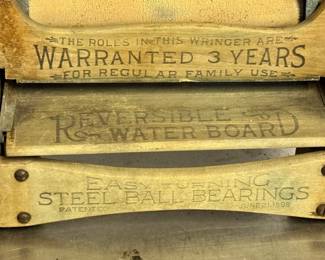 THE ROLLS IN THIS WRINGER ARE
WARRANTED 3 YEARS
FOR REGULAR FAMILY USE
REVERSIBLE
WATER BOARD
EASY TURNING
STEEL BALL BEARINGS
PATENT